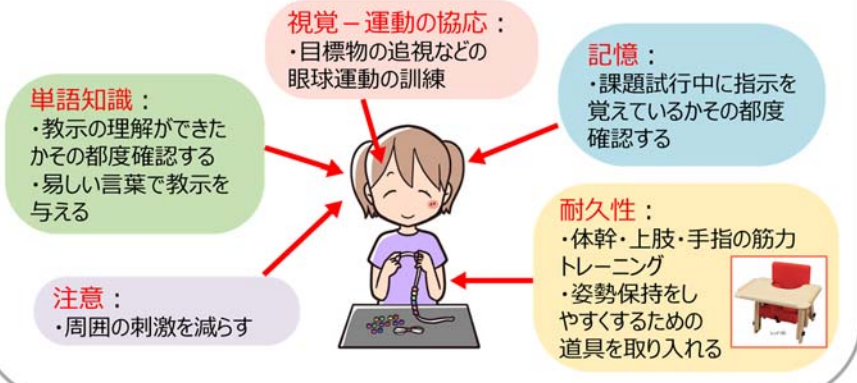 視覚－運動の協応：
・目標物の追視などの
眼球運動の訓練
記憶：
・課題試行中に指示を
覚えているかその都度
確認する
単語知識：
・教示の理解ができた
かその都度確認する
・易しい言葉で教示を
与える
耐久性：
・体幹・上肢・手指の筋力
トレーニング
・姿勢保持をし
やすくするための
道具を取り入れる
注意：
・周囲の刺激を減らす